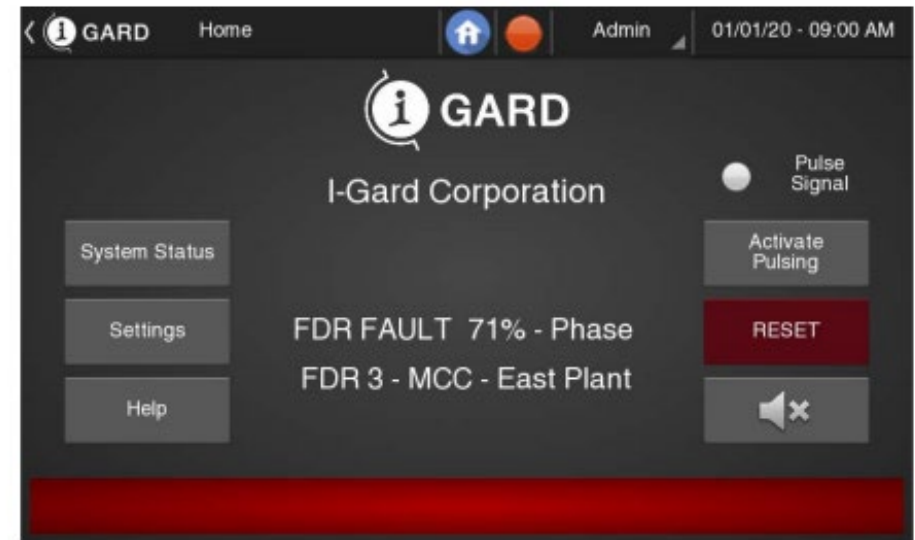 i GARD Home Admin 01/01/20 - 09:00 AM
i GARD
I-Gard Corporation
Pulse
Signal
System Status
Activate
Pulsing
Settings
FDR FAULT 71% - Phase
RESET
FDR 3 - MCC - East Plant
Help